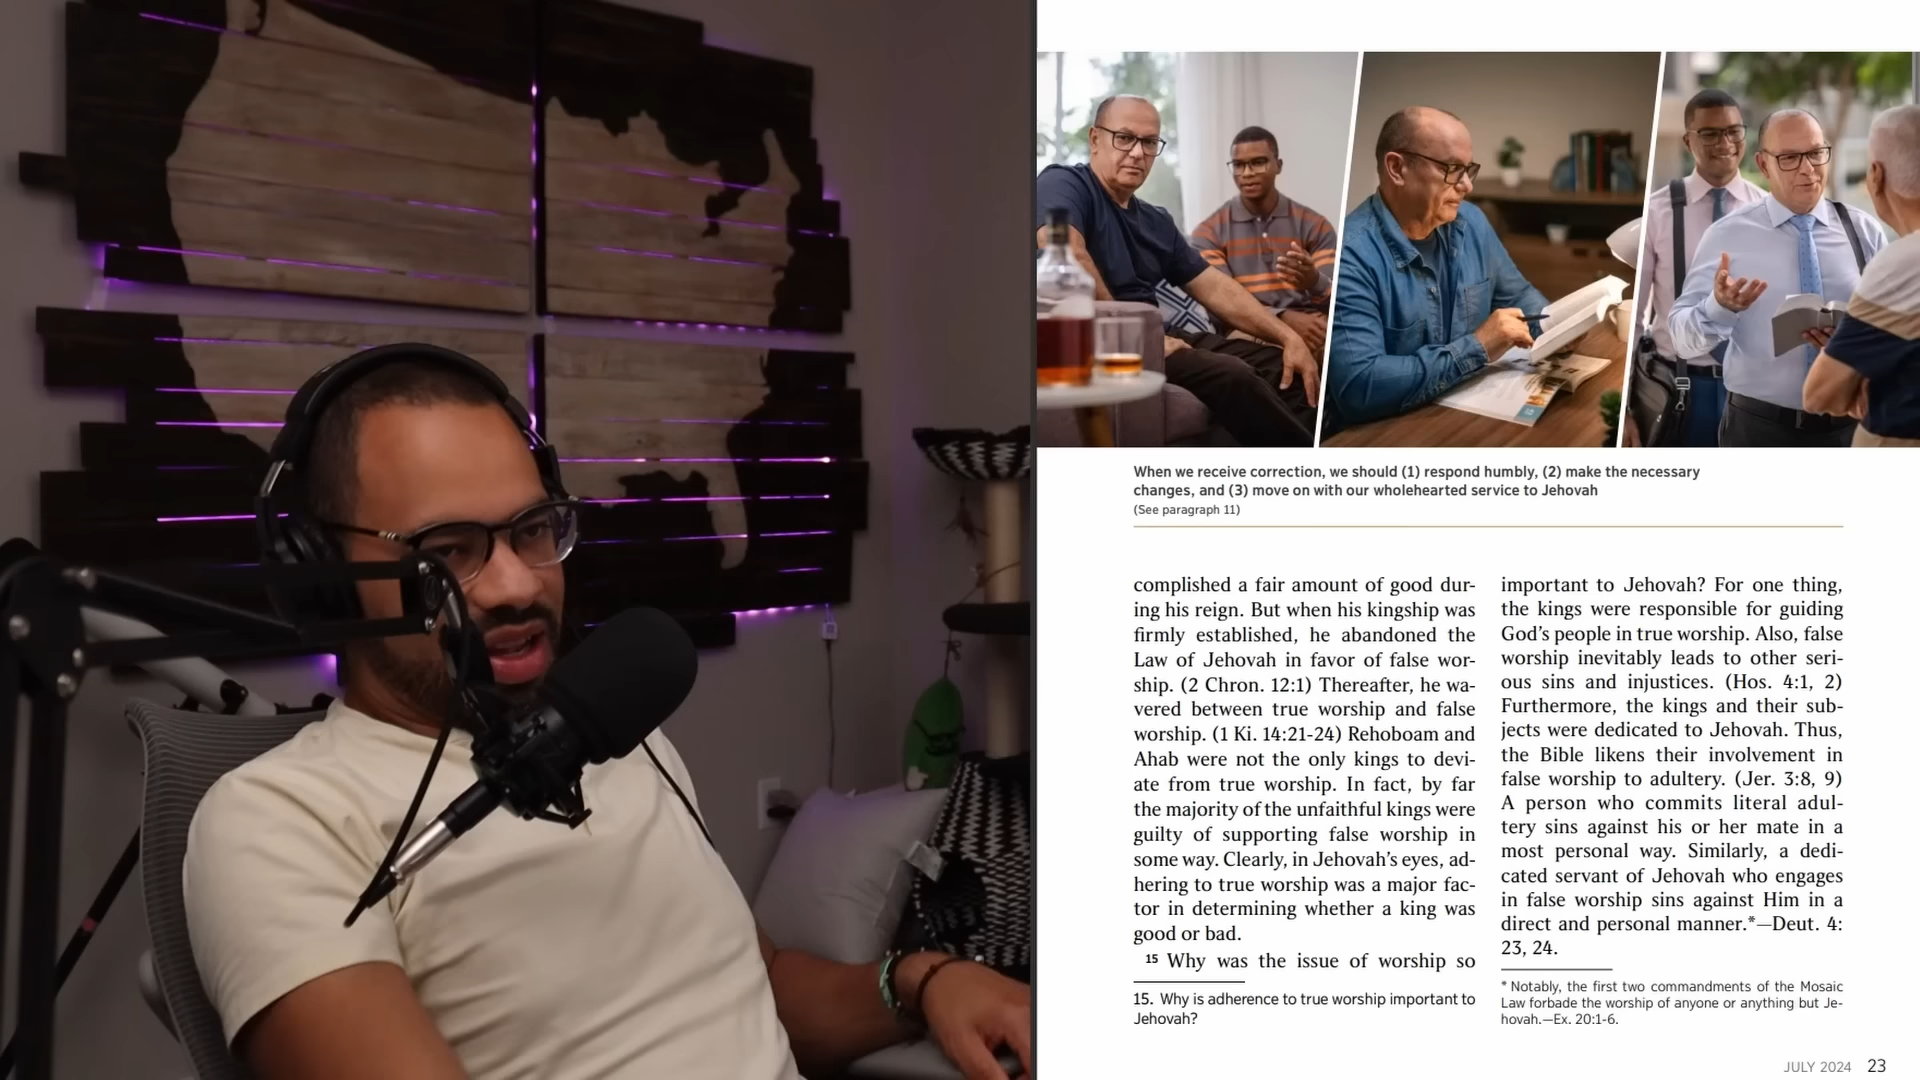 When we receive correction, we should (1) respond humbly, (2) make the necessary
changes, and (3) move on with our wholehearted service to Jehovah
(See paragraph 11)
complished a fair amount of good dur-
ing his reign. But when his kingship was
firmly established, he abandoned the
Law of Jehovah in favor of false wor-
ship. (2 Chron. 12:1) Thereafter, he wa-
vered between true worship and false
worship. (1 Ki. 14:21-24) Rehoboam and
Ahab were not the only kings to devi-
ate from true worship. In fact, by far
the majority of the unfaithful kings were
guilty of supporting false worship in
some way. Clearly, in Jehovah's eyes, ad-
hering to true worship was a major fac-
tor in determining whether a king was
good or bad.
15 Why was the issue of worship so
15. Why is adherence to true worship important to
Jehovah?
important to Jehovah? For one thing,
the kings were responsible for guiding
God's people in true worship. Also, false
worship inevitably leads to other seri-
ous sins and injustices. (Hos. 4:1, 2)
Furthermore, the kings and their sub-
jects were dedicated to Jehovah. Thus,
the Bible likens their involvement in
false worship to adultery. (Jer. 3:8, 9)
A person who commits literal adul-
tery sins against his or her mate in a
most personal way. Similarly, a dedi-
cated servant of Jehovah who engages
in false worship sins against Him in a
direct and personal manner.*—Deut. 4:
23, 24.
* Notably, the first two commandments of the Mosaic
Law forbade the worship of anyone or anything but Je-
hovah.—Ex. 20:1-6.
JULY 2024 23